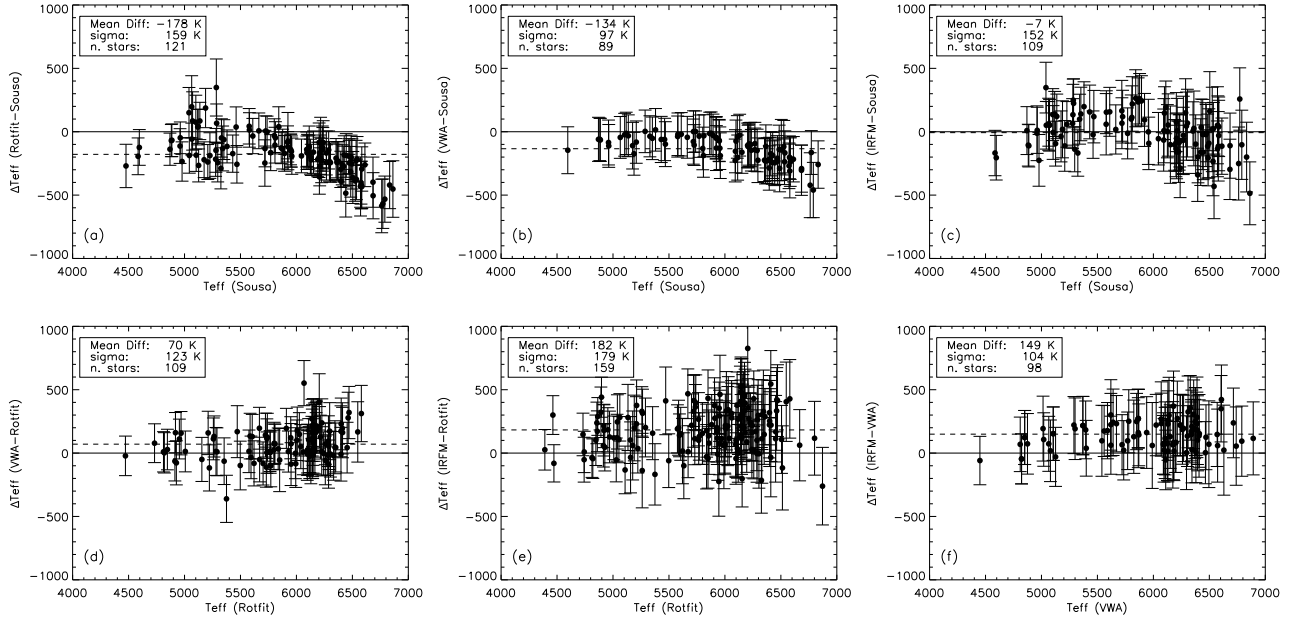 Mean Diff: −178 K
sigma: 159 K
n. stars: 121
1000
500
0
−500
−1000
ΔTeff (Rotfit−Sousa)
(a)
4000 4500 5000 5500 6000 6500 7000
Teff (Sousa)
Mean Diff: −134 K
sigma: 97 K
n. stars: 89
1000
500
0
−500
−1000
ΔTeff (VWA−Sousa)
(b)
4000 4500 5000 5500 6000 6500 7000
Teff (Sousa)
Mean Diff: −7 K
sigma: 152 K
n. stars: 109
1000
500
0
−500
−1000
ΔTeff (IRFM−Sousa)
(c)
4000 4500 5000 5500 6000 6500 7000
Teff (Sousa)
Mean Diff: 70 K
sigma: 123 K
n. stars: 109
1000
500
0
−500
−1000
ΔTeff (VWA−Rotfit)
(d)
4000 4500 5000 5500 6000 6500 7000
Teff (Rotfit)
Mean Diff: 182 K
sigma: 179 K
n. stars: 159
1000
500
0
−500
−1000
ΔTeff (IRFM−Rotfit)
(e)
4000 4500 5000 5500 6000 6500 7000
Teff (Rotfit)
Mean Diff: 149 K
sigma: 104 K
n. stars: 98
1000
500
0
−500
−1000
ΔTeff (IRFM−VWA)
(f)
4000 4500 5000 5500 6000 6500 7000
Teff (VWA)